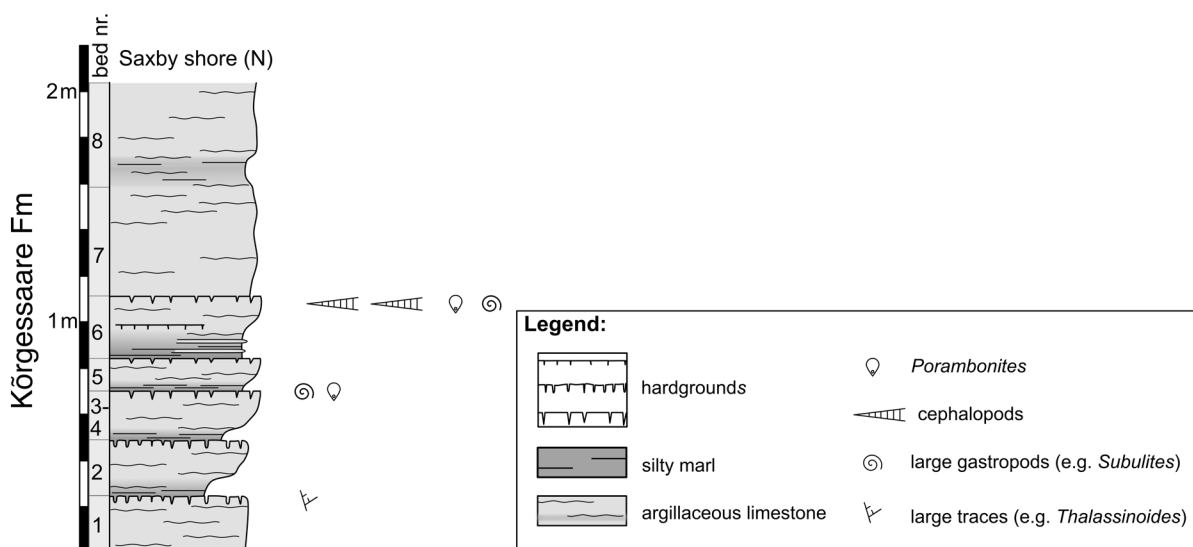 bed nr.
Saxby shore (N)
2m
8
7
1m
6
5
3-
4
2
1
Kõrgessaare Fm
Legend:
hardgrounds
silty marl
argillaceous limestone
Porambonites
cephalopods
large gastropods (e.g. Subulites)
large traces (e.g. Thalassinoides)